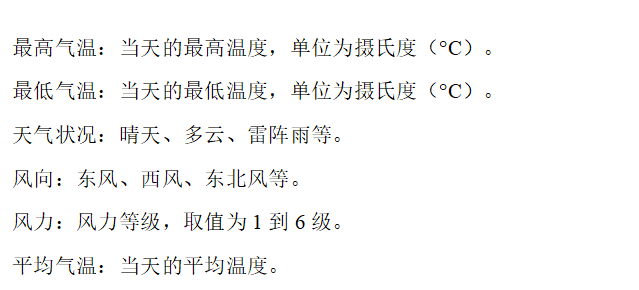 最高气温：当天的最高温度，单位为摄氏度（°C）。
最低气温：当天的最低温度，单位为摄氏度（°C）。
天气状况：晴天、多云、雷阵雨等。
风向：东风、西风、东北风等。
风力：风力等级，取值为 1 到 6 级。
平均气温：当天的平均温度。